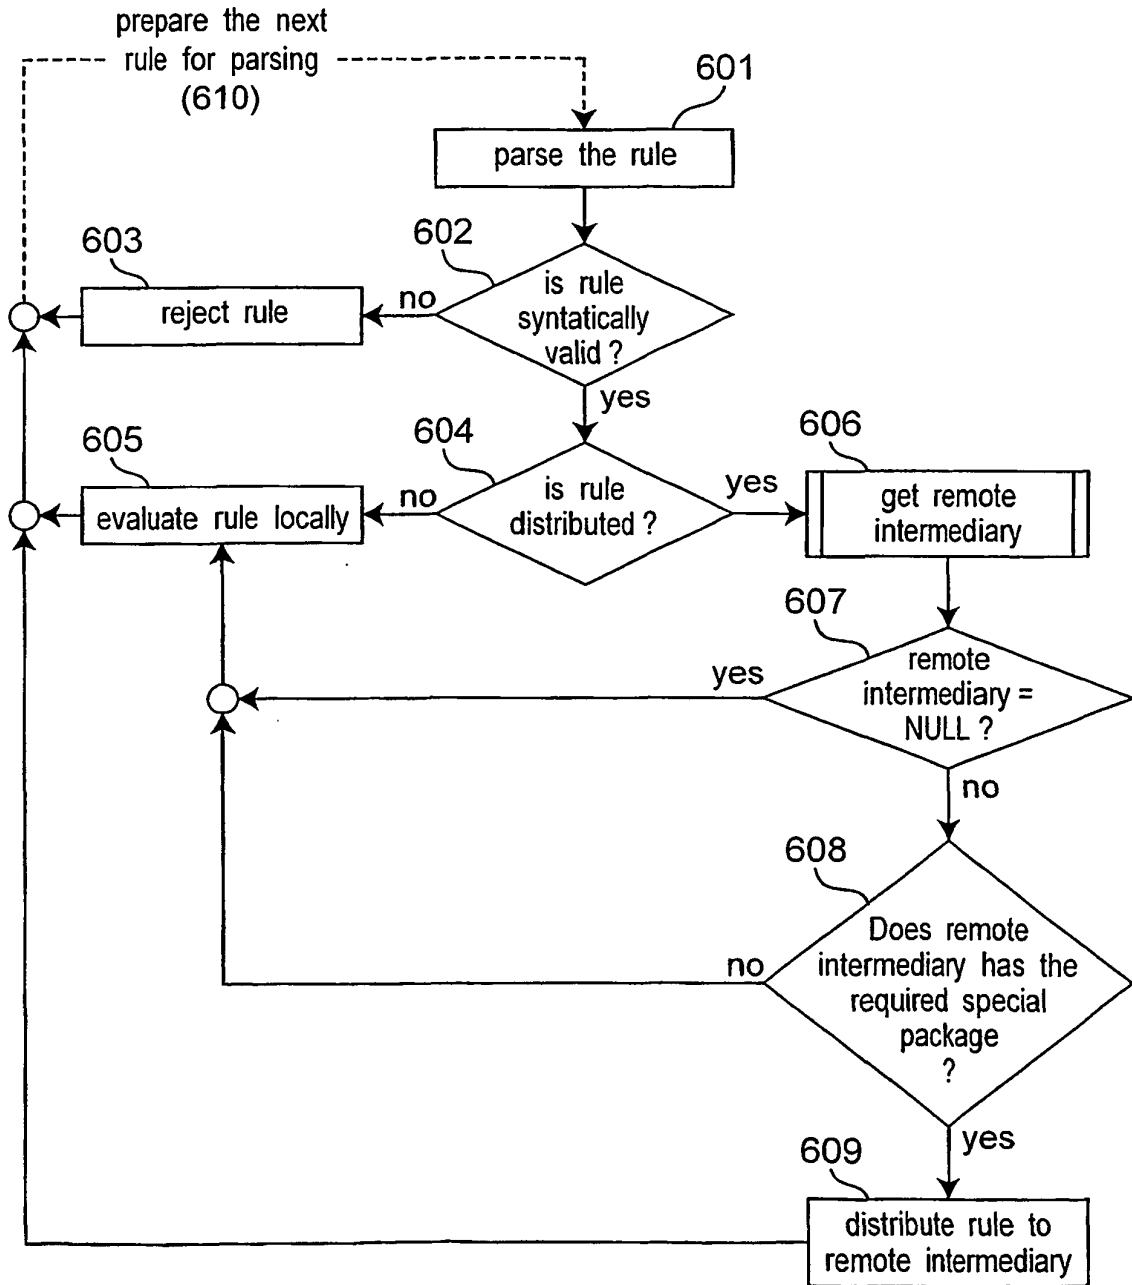 prepare the next
rule for parsing
(610)
601
parse the rule
602
is rule
syntatically
valid ?
no
yes
603
reject rule
604
is rule
distributed ?
no
yes
605
evaluate rule locally
606
get remote
intermediary
607
remote
intermediary =
NULL ?
yes
no
608
Does remote
intermediary has the
required special
package
?
no
yes
609
distribute rule to
remote intermediary